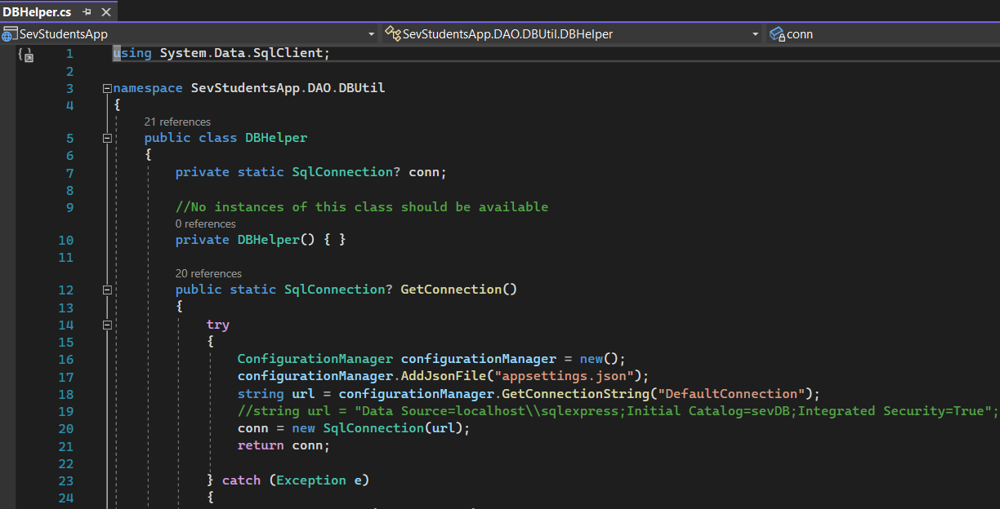 DBHelper.cs
SevStudentsApp SevStudentsApp.DAO.DBUtil.DBHelper conn
1 using System.Data.SqlClient;
2
3 namespace SevStudentsApp.DAO.DBUtil
4 {
21 references
5 public class DBHelper
6 {
7 private static SqlConnection? conn;
8
9 //No instances of this class should be available
0 references
10 private DBHelper() { }
11
20 references
12 public static SqlConnection? GetConnection()
13 {
14 try
15 {
16 ConfigurationManager configurationManager = new();
17 configurationManager.AddJsonFile("appsettings.json");
18 string url = configurationManager.GetConnectionString("DefaultConnection");
19 //string url = "Data Source=localhost\\sqlexpress;Initial Catalog=sevDB;Integrated Security=True";
20 conn = new SqlConnection(url);
21 return conn;
22
23 } catch (Exception e)
24 {